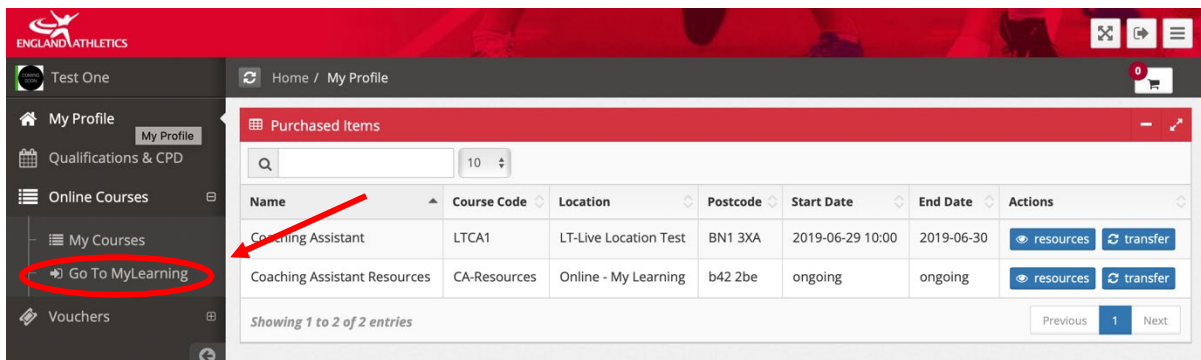 ENGLAND ATHLETICS
Test One
Home / My Profile
0
My Profile
My Profile
Qualifications & CPD
Online Courses
My Courses
Go To MyLearning
Vouchers
Purchased Items
10
Name Course Code Location Postcode Start Date End Date Actions
Coaching Assistant LTCA1 LT-Live Location Test BN1 3XA 2019-06-29 10:00 2019-06-30 resources transfer
Coaching Assistant Resources CA-Resources Online - My Learning b42 2be ongoing ongoing resources transfer
Showing 1 to 2 of 2 entries
Previous 1 Next